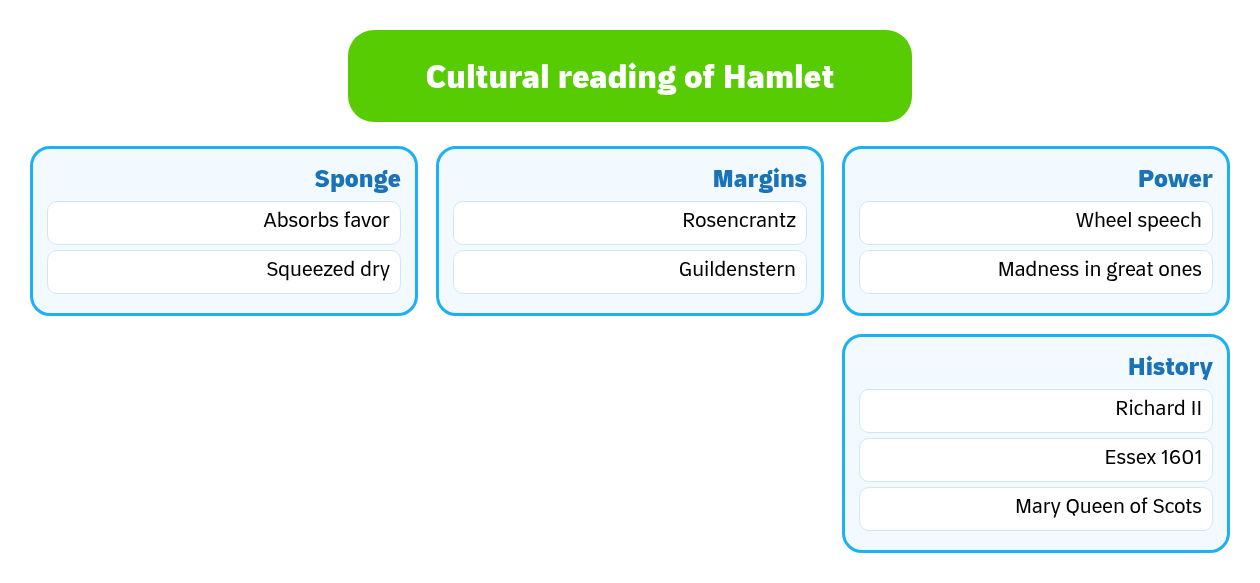 Cultural reading of Hamlet
Sponge
Absorbs favor
Squeezed dry
Margins
Rosencrantz
Guildenstern
Power
Wheel speech
Madness in great ones
History
Richard II
Essex 1601
Mary Queen of Scots